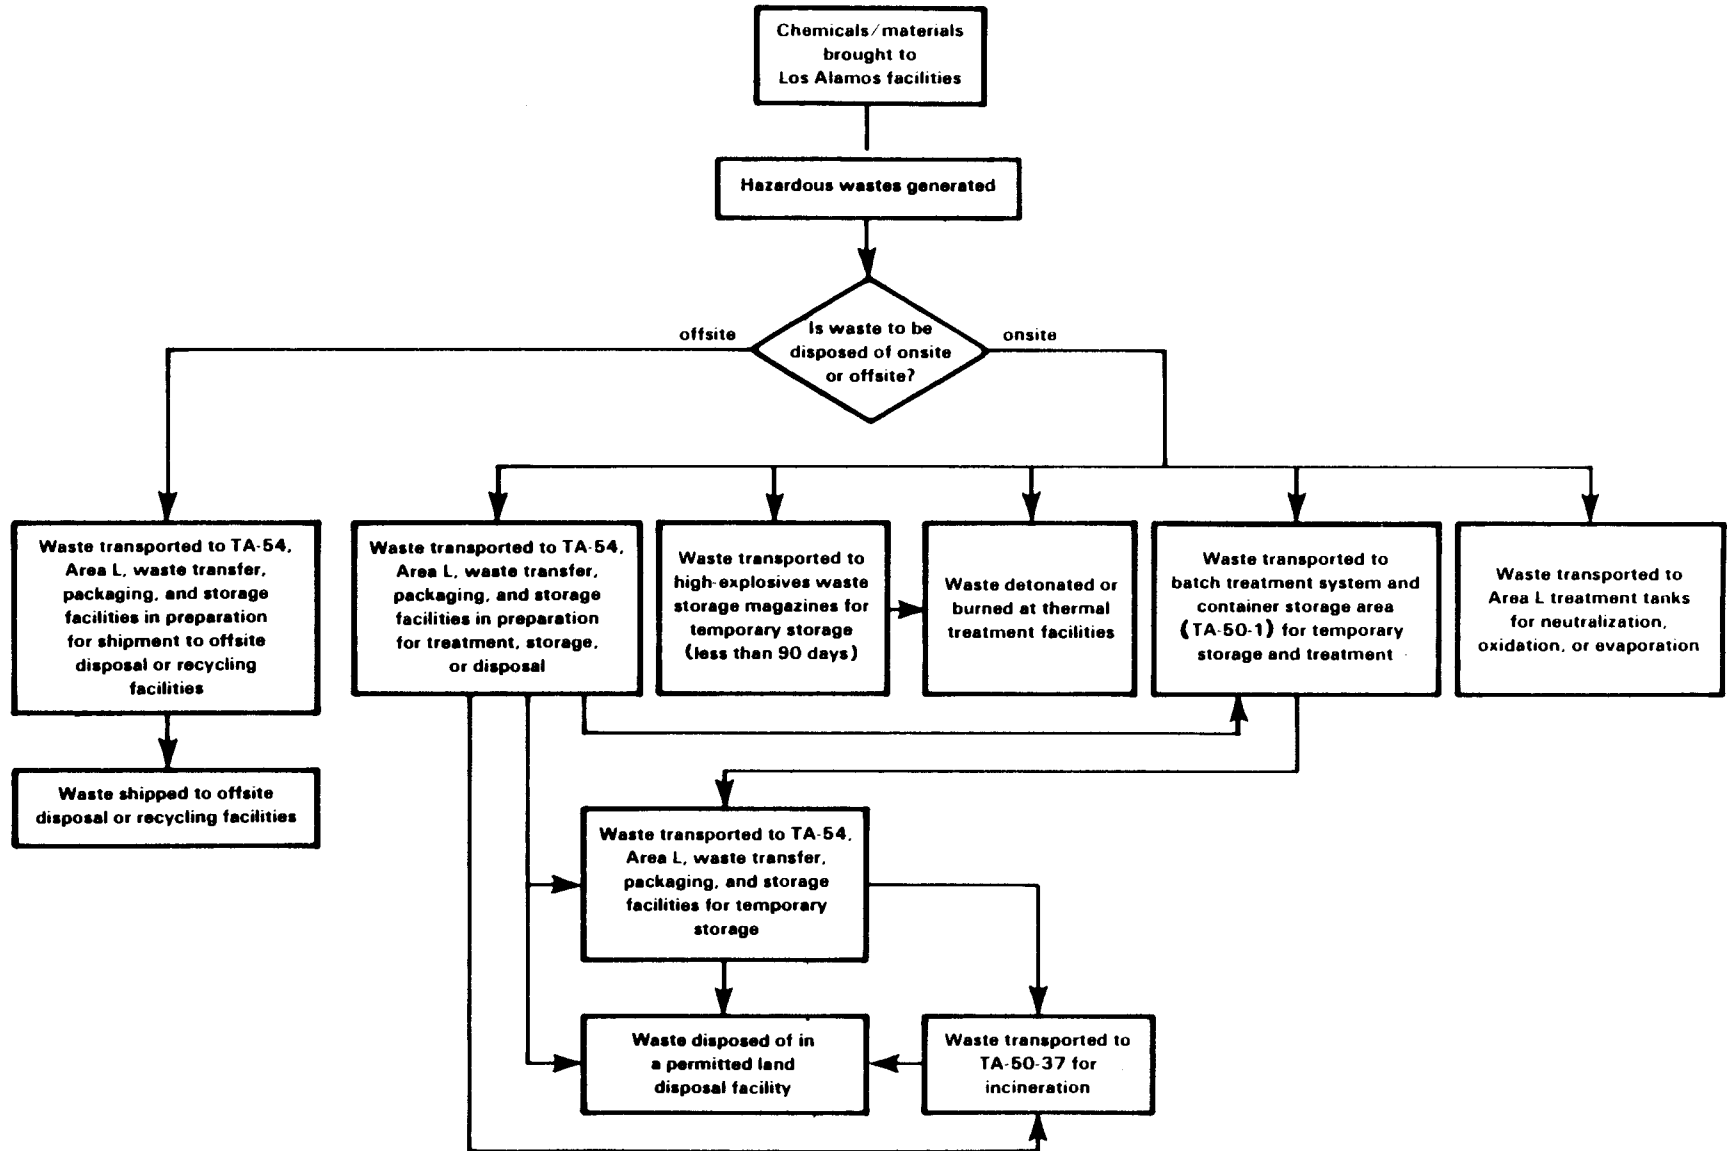 Chemicals/materials
brought to
Los Alamos facilities
Hazardous wastes generated
Is waste to be
disposed of onsite
or offsite?
offsite
onsite
Waste transported to TA-54,
Area L, waste transfer,
packaging, and storage
facilities in preparation
for shipment to offsite
disposal or recycling
facilities
Waste transported to TA-54,
Area L, waste transfer,
packaging, and storage
facilities in preparation
for treatment, storage,
or disposal
Waste transported to
high-explosives waste
storage magazines for
temporary storage
(less than 90 days)
Waste detonated or
burned at thermal
treatment facilities
Waste transported to
batch treatment system and
container storage area
(TA-50-1) for temporary
storage and treatment
Waste transported to
Area L treatment tanks
for neutralization,
oxidation, or evaporation
Waste shipped to offsite
disposal or recycling facilities
Waste transported to TA-54,
Area L, waste transfer,
packaging, and storage
facilities for temporary
storage
Waste disposed of in
a permitted land
disposal facility
Waste transported to
TA-50-37 for
incineration